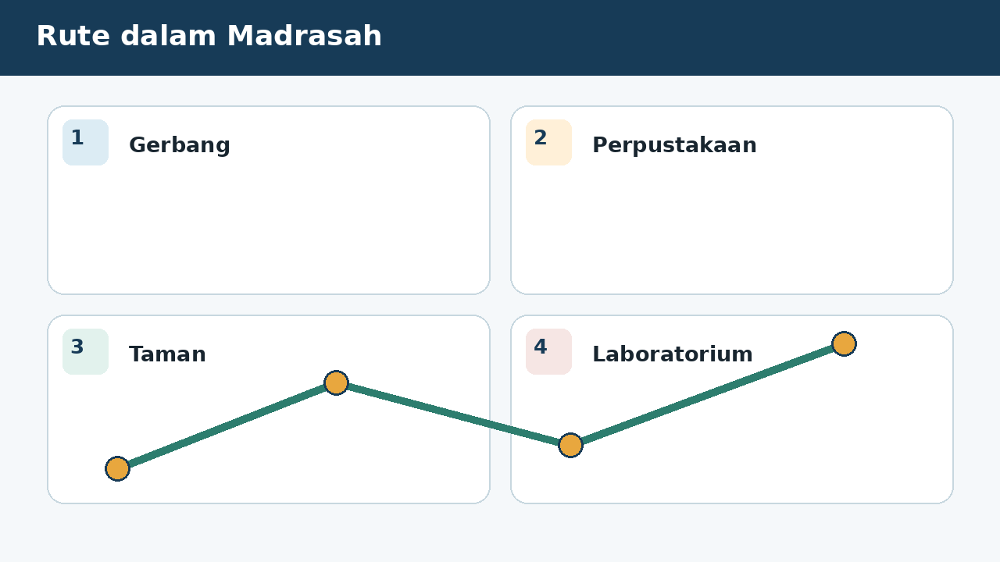 Rute dalam Madrasah
1 Gerbang
2 Perpustakaan
3 Taman
4 Laboratorium